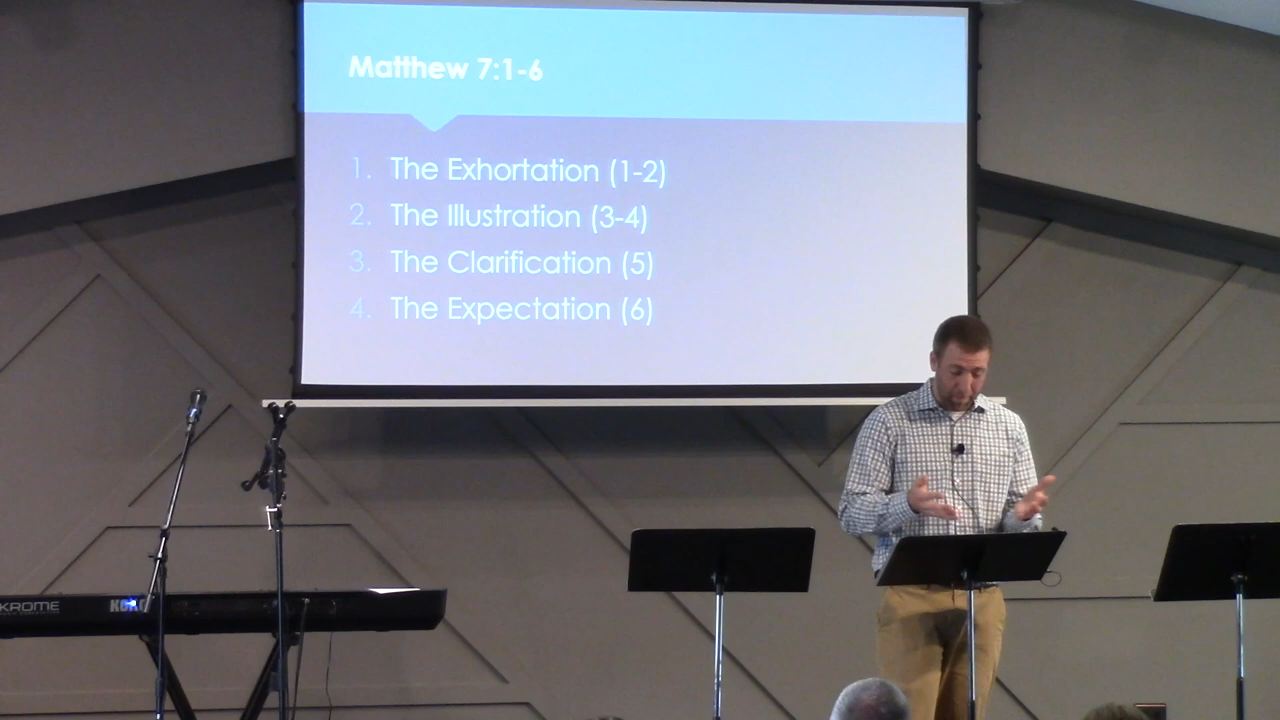 Matthew 7:1-6
1. The Exhortation (1-2)
2. The Illustration (3-4)
3. The Clarification (5)
4. The Expectation (6)
KROME
KORG